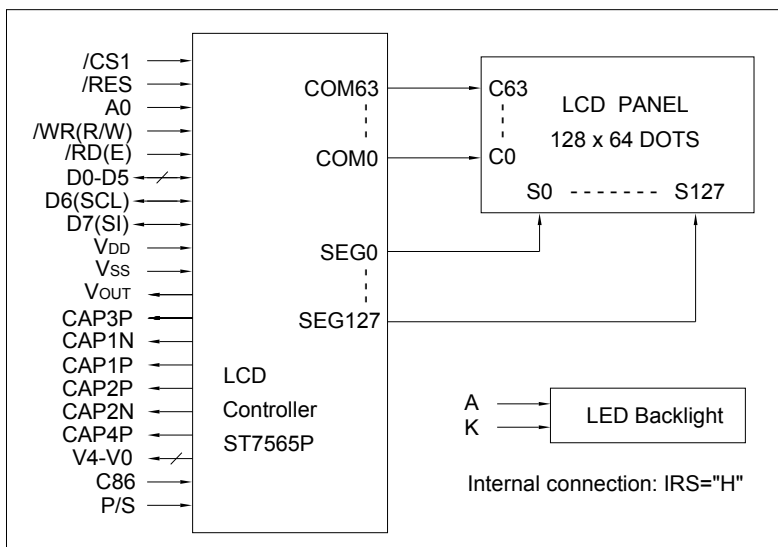 /CS1
/RES
A0
/WR(R/W)
/RD(E)
D0-D5
D6(SCL)
D7(SI)
VDD
VSS
VOUT
CAP3P
CAP1N
CAP1P
CAP2P
CAP2N
CAP4P
V4-V0
C86
P/S
COM63
COM0
SEG0
SEG127
LCD
Controller
ST7565P
C63
LCD PANEL
128 x 64 DOTS
C0
S0 ------- S127
A
K
LED Backlight
Internal connection: IRS="H"